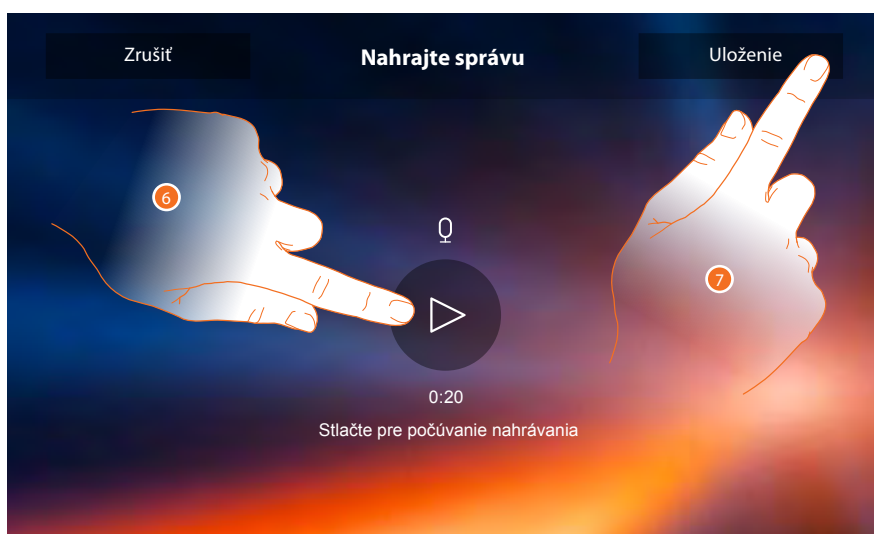 Zrušiť
Nahrajte správu
Uloženie
6
7
0:20
Stlačte pre počúvanie nahrávania